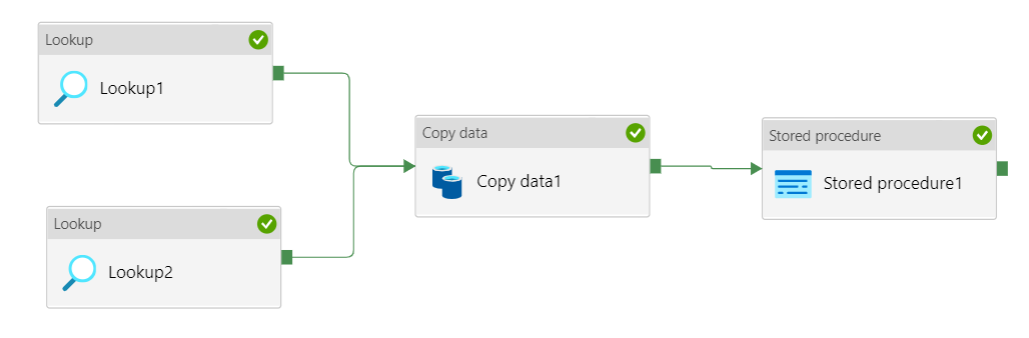 Lookup
Lookup1
Lookup
Lookup2
Copy data
Copy data1
Stored procedure
Stored procedure1